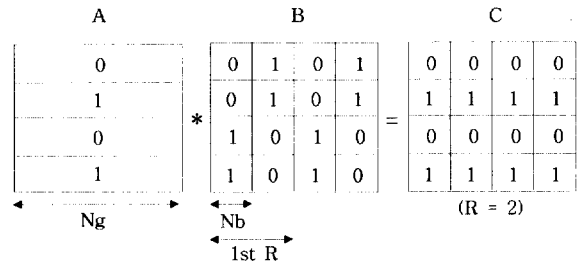 A B C
0 0 1 0 1 0 0 0 0
1 0 1 0 1 1 1 1 1
* =
0 1 0 1 0 0 0 0 0
1 1 0 1 0 1 1 1 1
Ng Nb (R = 2)
1st R